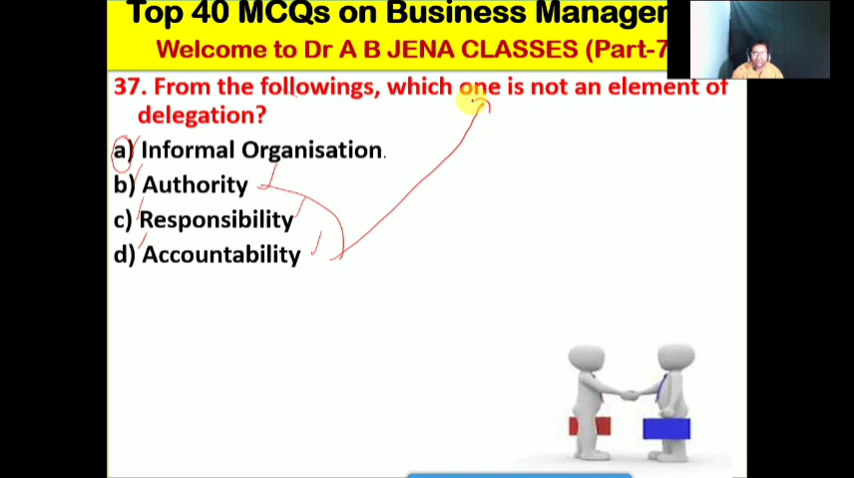 Top 40 MCQs on Business Manager
Welcome to Dr A B JENA CLASSES (Part-7
37. From the followings, which one is not an element of
delegation?
a) Informal Organisation.
b) Authority
c) Responsibility
d) Accountability